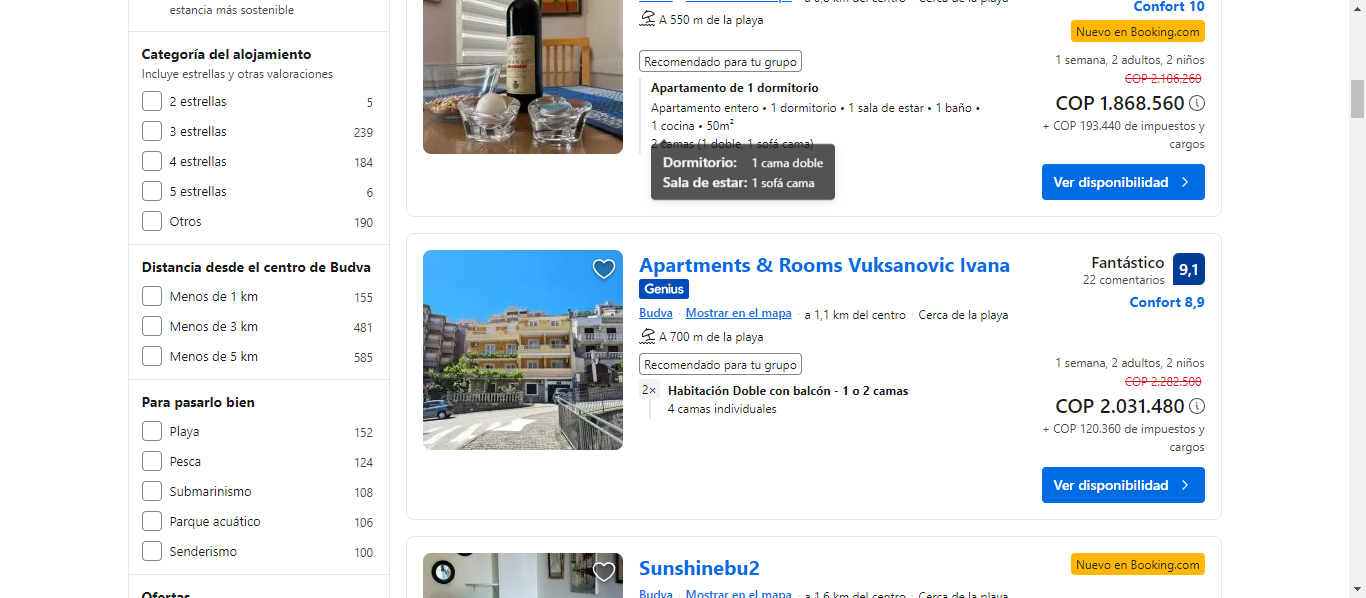 estancia más sostenible
Categoría del alojamiento
Incluye estrellas y otras valoraciones
2 estrellas 5
3 estrellas 239
4 estrellas 184
5 estrellas 6
Otros 190
Distancia desde el centro de Budva
Menos de 1 km 155
Menos de 3 km 481
Menos de 5 km 585
Para pasarlo bien
Playa 152
Pesca 124
Submarinismo 108
Parque acuático 106
Senderismo 100
Ofertas
A 550 m de la playa
Recomendado para tu grupo
Apartamento de 1 dormitorio
Apartamento entero • 1 dormitorio • 1 sala de estar • 1 baño •
1 cocina • 50m²
2 camas (1 doble, 1 sofá cama)
Dormitorio: 1 cama doble
Sala de estar: 1 sofá cama
Confort 10
Nuevo en Booking.com
1 semana, 2 adultos, 2 niños
COP 2.106.260
COP 1.868.560
+ COP 193.440 de impuestos y
cargos
Ver disponibilidad
Apartments & Rooms Vuksanovic Ivana
Genius
Budva · Mostrar en el mapa · a 1,1 km del centro · Cerca de la playa
A 700 m de la playa
Recomendado para tu grupo
2× Habitación Doble con balcón - 1 o 2 camas
4 camas individuales
Fantástico 9,1
22 comentarios
Confort 8,9
1 semana, 2 adultos, 2 niños
COP 2.282.500
COP 2.031.480
+ COP 120.360 de impuestos y
cargos
Ver disponibilidad
Sunshinebu2
Nuevo en Booking.com
Budva · Mostrar en el mapa · a 1,6 km del centro · Cerca de la playa